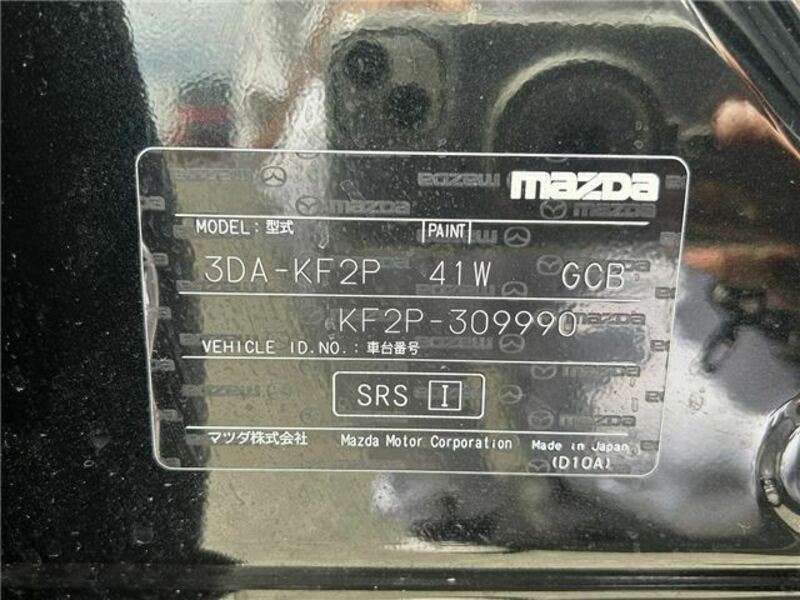 mazda
MODEL：型式 PAINT
3DA-KF2P 41W GCB
KF2P-309990
VEHICLE ID.NO.：車台番号
SRS I
マツダ株式会社 Mazda Motor Corporation Made in Japan
(D10A)